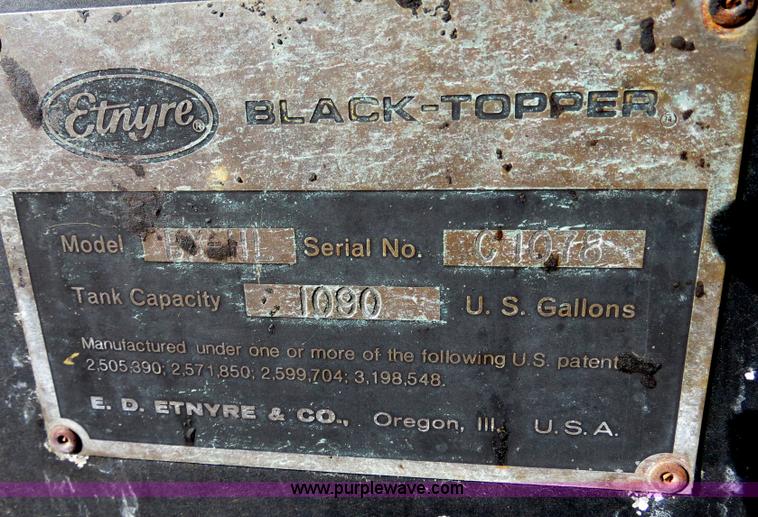 Etnyre ® BLACK-TOPPER ®
Model Serial No.
Tank Capacity 1090 U. S. Gallons
Manufactured under one or more of the following U.S. patent
2,505,390; 2,571,850; 2,599,704; 3,198,548.
E. D. ETNYRE & CO., Oregon, Ill. U.S.A.
www.purplewave.com